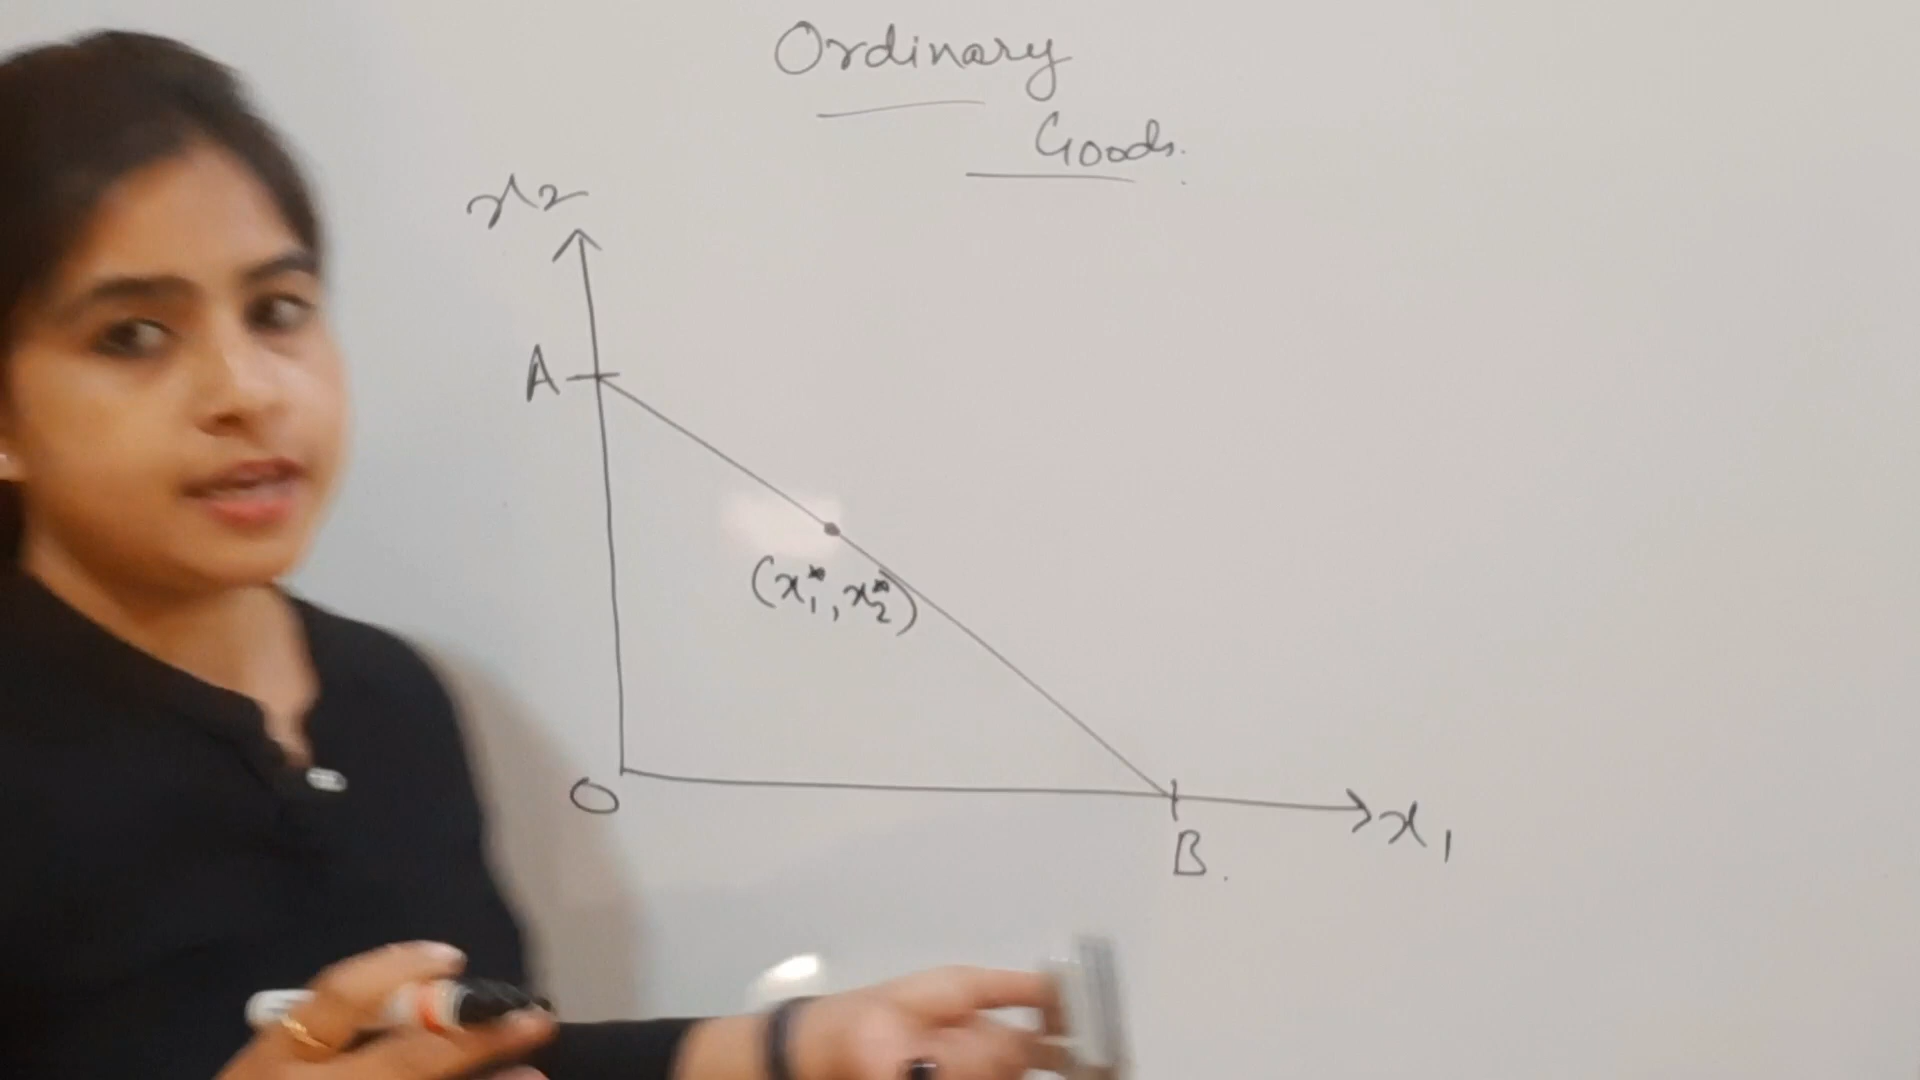 Ordinary
Goods.
x2
A
(x₁*, x₂*)
O
x₁
B.